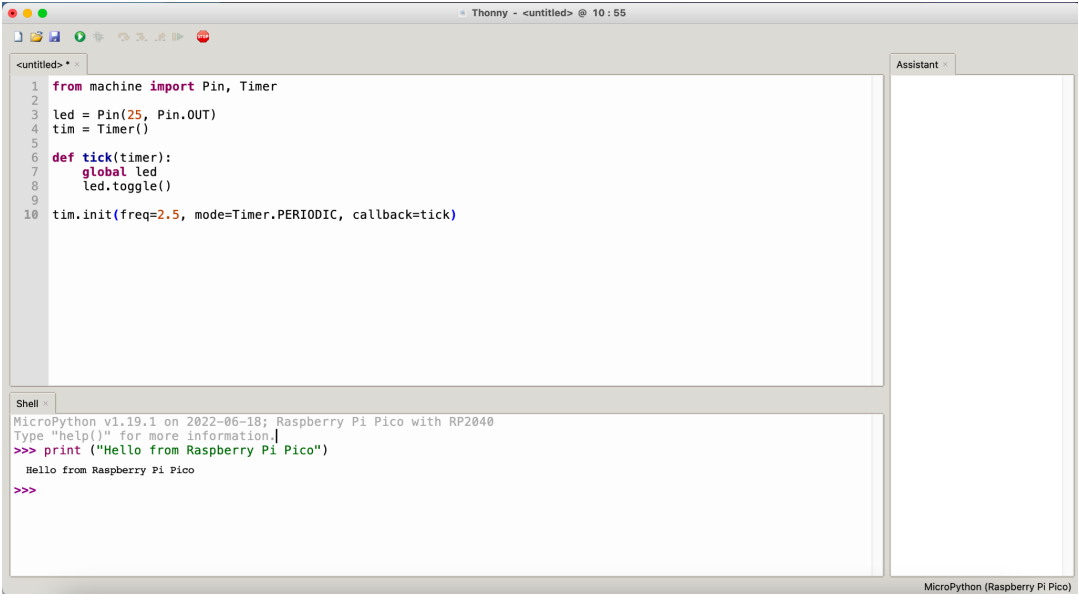 Thonny - <untitled> @ 10 : 55
STOP
<untitled> * ×
Assistant ×
1 from machine import Pin, Timer
2
3 led = Pin(25, Pin.OUT)
4 tim = Timer()
5
6 def tick(timer):
7     global led
8     led.toggle()
9
10 tim.init(freq=2.5, mode=Timer.PERIODIC, callback=tick)
Shell ×
MicroPython v1.19.1 on 2022-06-18; Raspberry Pi Pico with RP2040
Type "help()" for more information.
>>> print ("Hello from Raspberry Pi Pico")
Hello from Raspberry Pi Pico
>>>
MicroPython (Raspberry Pi Pico)